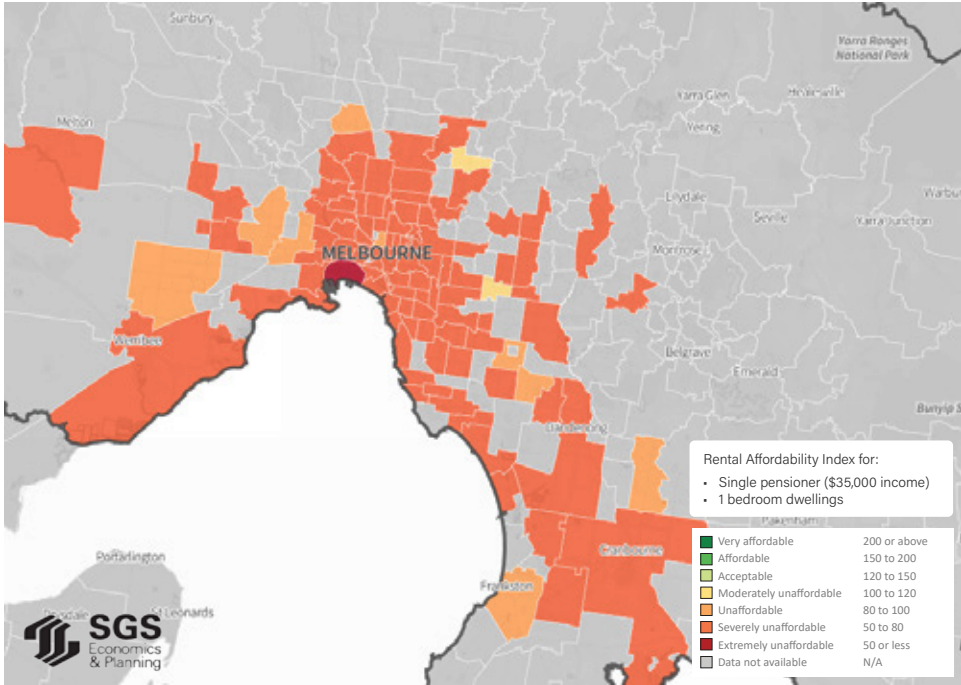 Sunbury
Yarra Ranges
National Park
Yarra Glen
Healesville
Melton
Yering
Lilydale
Seville
Yarra Junction
MELBOURNE
Montrose
Werribee
Belgrave
Emerald
Dandenong
Rental Affordability Index for:
• Single pensioner ($35,000 income)
• 1 bedroom dwellings
Pakenham
Very affordable 200 or above
Affordable 150 to 200
Acceptable 120 to 150
Moderately unaffordable 100 to 120
Unaffordable 80 to 100
Severely unaffordable 50 to 80
Extremely unaffordable 50 or less
Data not available N/A
Cranbourne
Portarlington
Frankston
St Leonards
SGS
Economics
& Planning